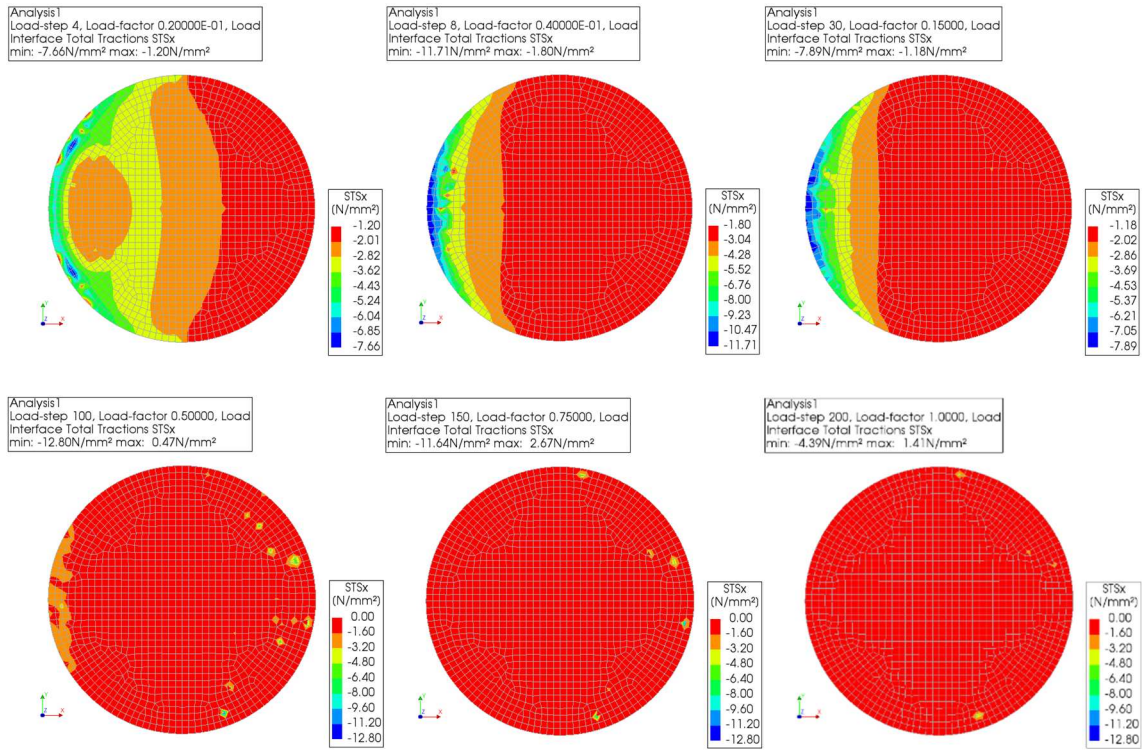 Analysis1
Load-step 4, Load-factor 0.20000E-01, Load
Interface Total Tractions STSx
min: -7.66N/mm² max: -1.20N/mm²
STSx
(N/mm²)
-1.20
-2.01
-2.82
-3.62
-4.43
-5.24
-6.04
-6.85
-7.66
Y
Z
X
Analysis1
Load-step 8, Load-factor 0.40000E-01, Load
Interface Total Tractions STSx
min: -11.71N/mm² max: -1.80N/mm²
STSx
(N/mm²)
-1.80
-3.04
-4.28
-5.52
-6.76
-8.00
-9.23
-10.47
-11.71
Y
Z
X
Analysis1
Load-step 30, Load-factor 0.15000, Load
Interface Total Tractions STSx
min: -7.89N/mm² max: -1.18N/mm²
STSx
(N/mm²)
-1.18
-2.02
-2.86
-3.69
-4.53
-5.37
-6.21
-7.05
-7.89
Y
Z
X
Analysis1
Load-step 100, Load-factor 0.50000, Load
Interface Total Tractions STSx
min: -12.80N/mm² max: 0.47N/mm²
STSx
(N/mm²)
0.00
-1.60
-3.20
-4.80
-6.40
-8.00
-9.60
-11.20
-12.80
Y
Z
X
Analysis1
Load-step 150, Load-factor 0.75000, Load
Interface Total Tractions STSx
min: -11.64N/mm² max: 2.67N/mm²
STSx
(N/mm²)
0.00
-1.60
-3.20
-4.80
-6.40
-8.00
-9.60
-11.20
-12.80
Y
Z
X
Analysis1
Load-step 200, Load-factor 1.0000, Load
Interface Total Tractions STSx
min: -4.39N/mm² max: 1.41N/mm²
STSx
(N/mm²)
0.00
-1.60
-3.20
-4.80
-6.40
-8.00
-9.60
-11.20
-12.80
Y
Z
X